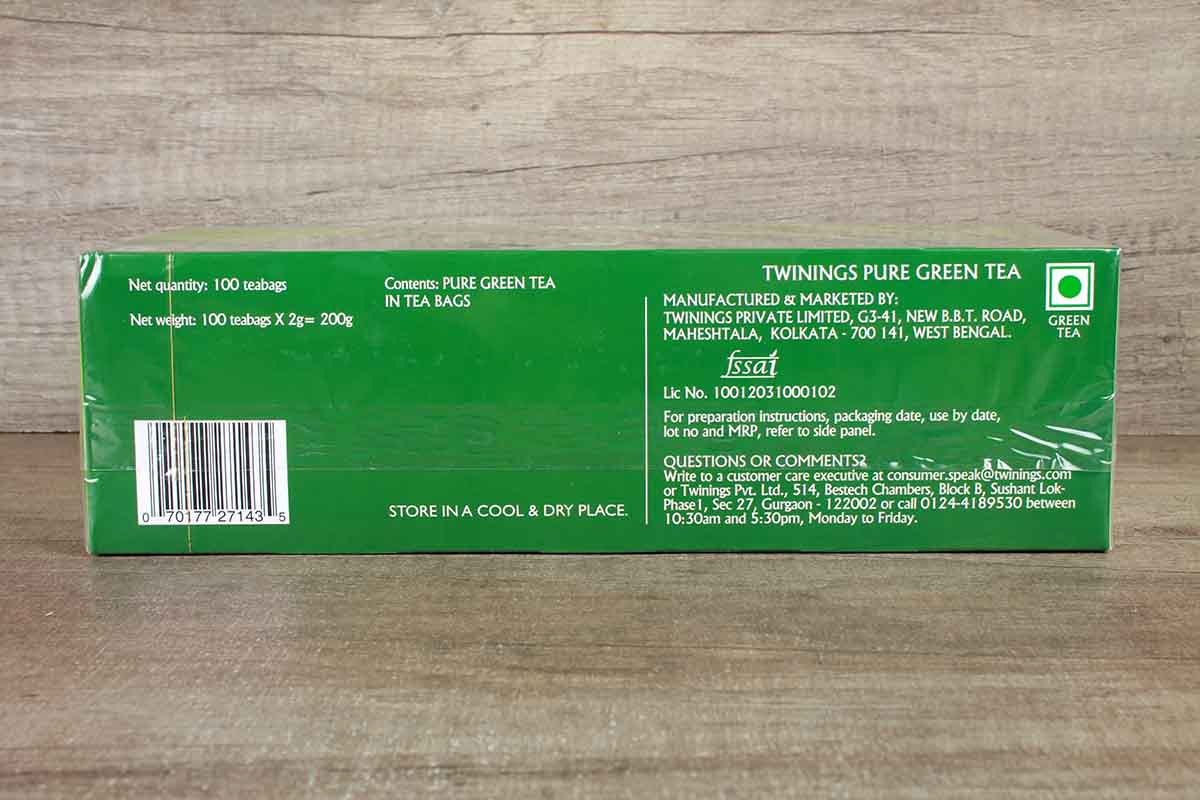 Net quantity: 100 teabags
Net weight: 100 teabags X 2g= 200g
Contents: PURE GREEN TEA
IN TEA BAGS
0 70177 27143 5
STORE IN A COOL & DRY PLACE.
TWININGS PURE GREEN TEA
MANUFACTURED & MARKETED BY:
TWININGS PRIVATE LIMITED, G3-41, NEW B.B.T. ROAD,
MAHESHTALA, KOLKATA - 700 141, WEST BENGAL.
fssai
Lic No. 10012031000102
For preparation instructions, packaging date, use by date,
lot no and MRP, refer to side panel.
QUESTIONS OR COMMENTS?
Write to a customer care executive at consumer.speak@twinings.com
or Twinings Pvt. Ltd., 514, Bestech Chambers, Block B, Sushant Lok-
Phase1, Sec 27, Gurgaon - 122002 or call 0124-4189530 between
10:30am and 5:30pm, Monday to Friday.
GREEN
TEA